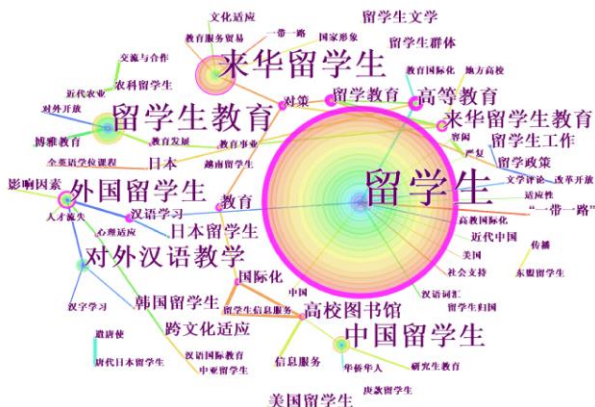 文化适应
留学生文学
教育服务贸易
一带一路
国家形象
留学生群体
来华留学生
交流与合作
教育国际化
地方高校
近代农业
农科留学生
对策
留学教育
高等教育
对外开放
留学生教育
来华留学生教育
博雅教育
教育发展
教育事业
容闳
留学生工作
全英语学位课程
日本
越南留学生
严复
留学政策
影响因素
外国留学生
留学生
文学评论
改革开放
适应性
人才流失
汉语学习
教育
高教国际化
“一带一路”
心理适应
日本留学生
近代中国
对外汉语教学
美国
传播
社会支持
东盟留学生
国际化
中国
汉语词汇
汉字学习
韩国留学生
留学生信息服务
高校图书馆
留学生归国
遣唐使
跨文化适应
中国留学生
唐代日本留学生
汉语国际教育
中亚留学生
信息服务
华侨华人
研究生教育
美国留学生
庚款留学生